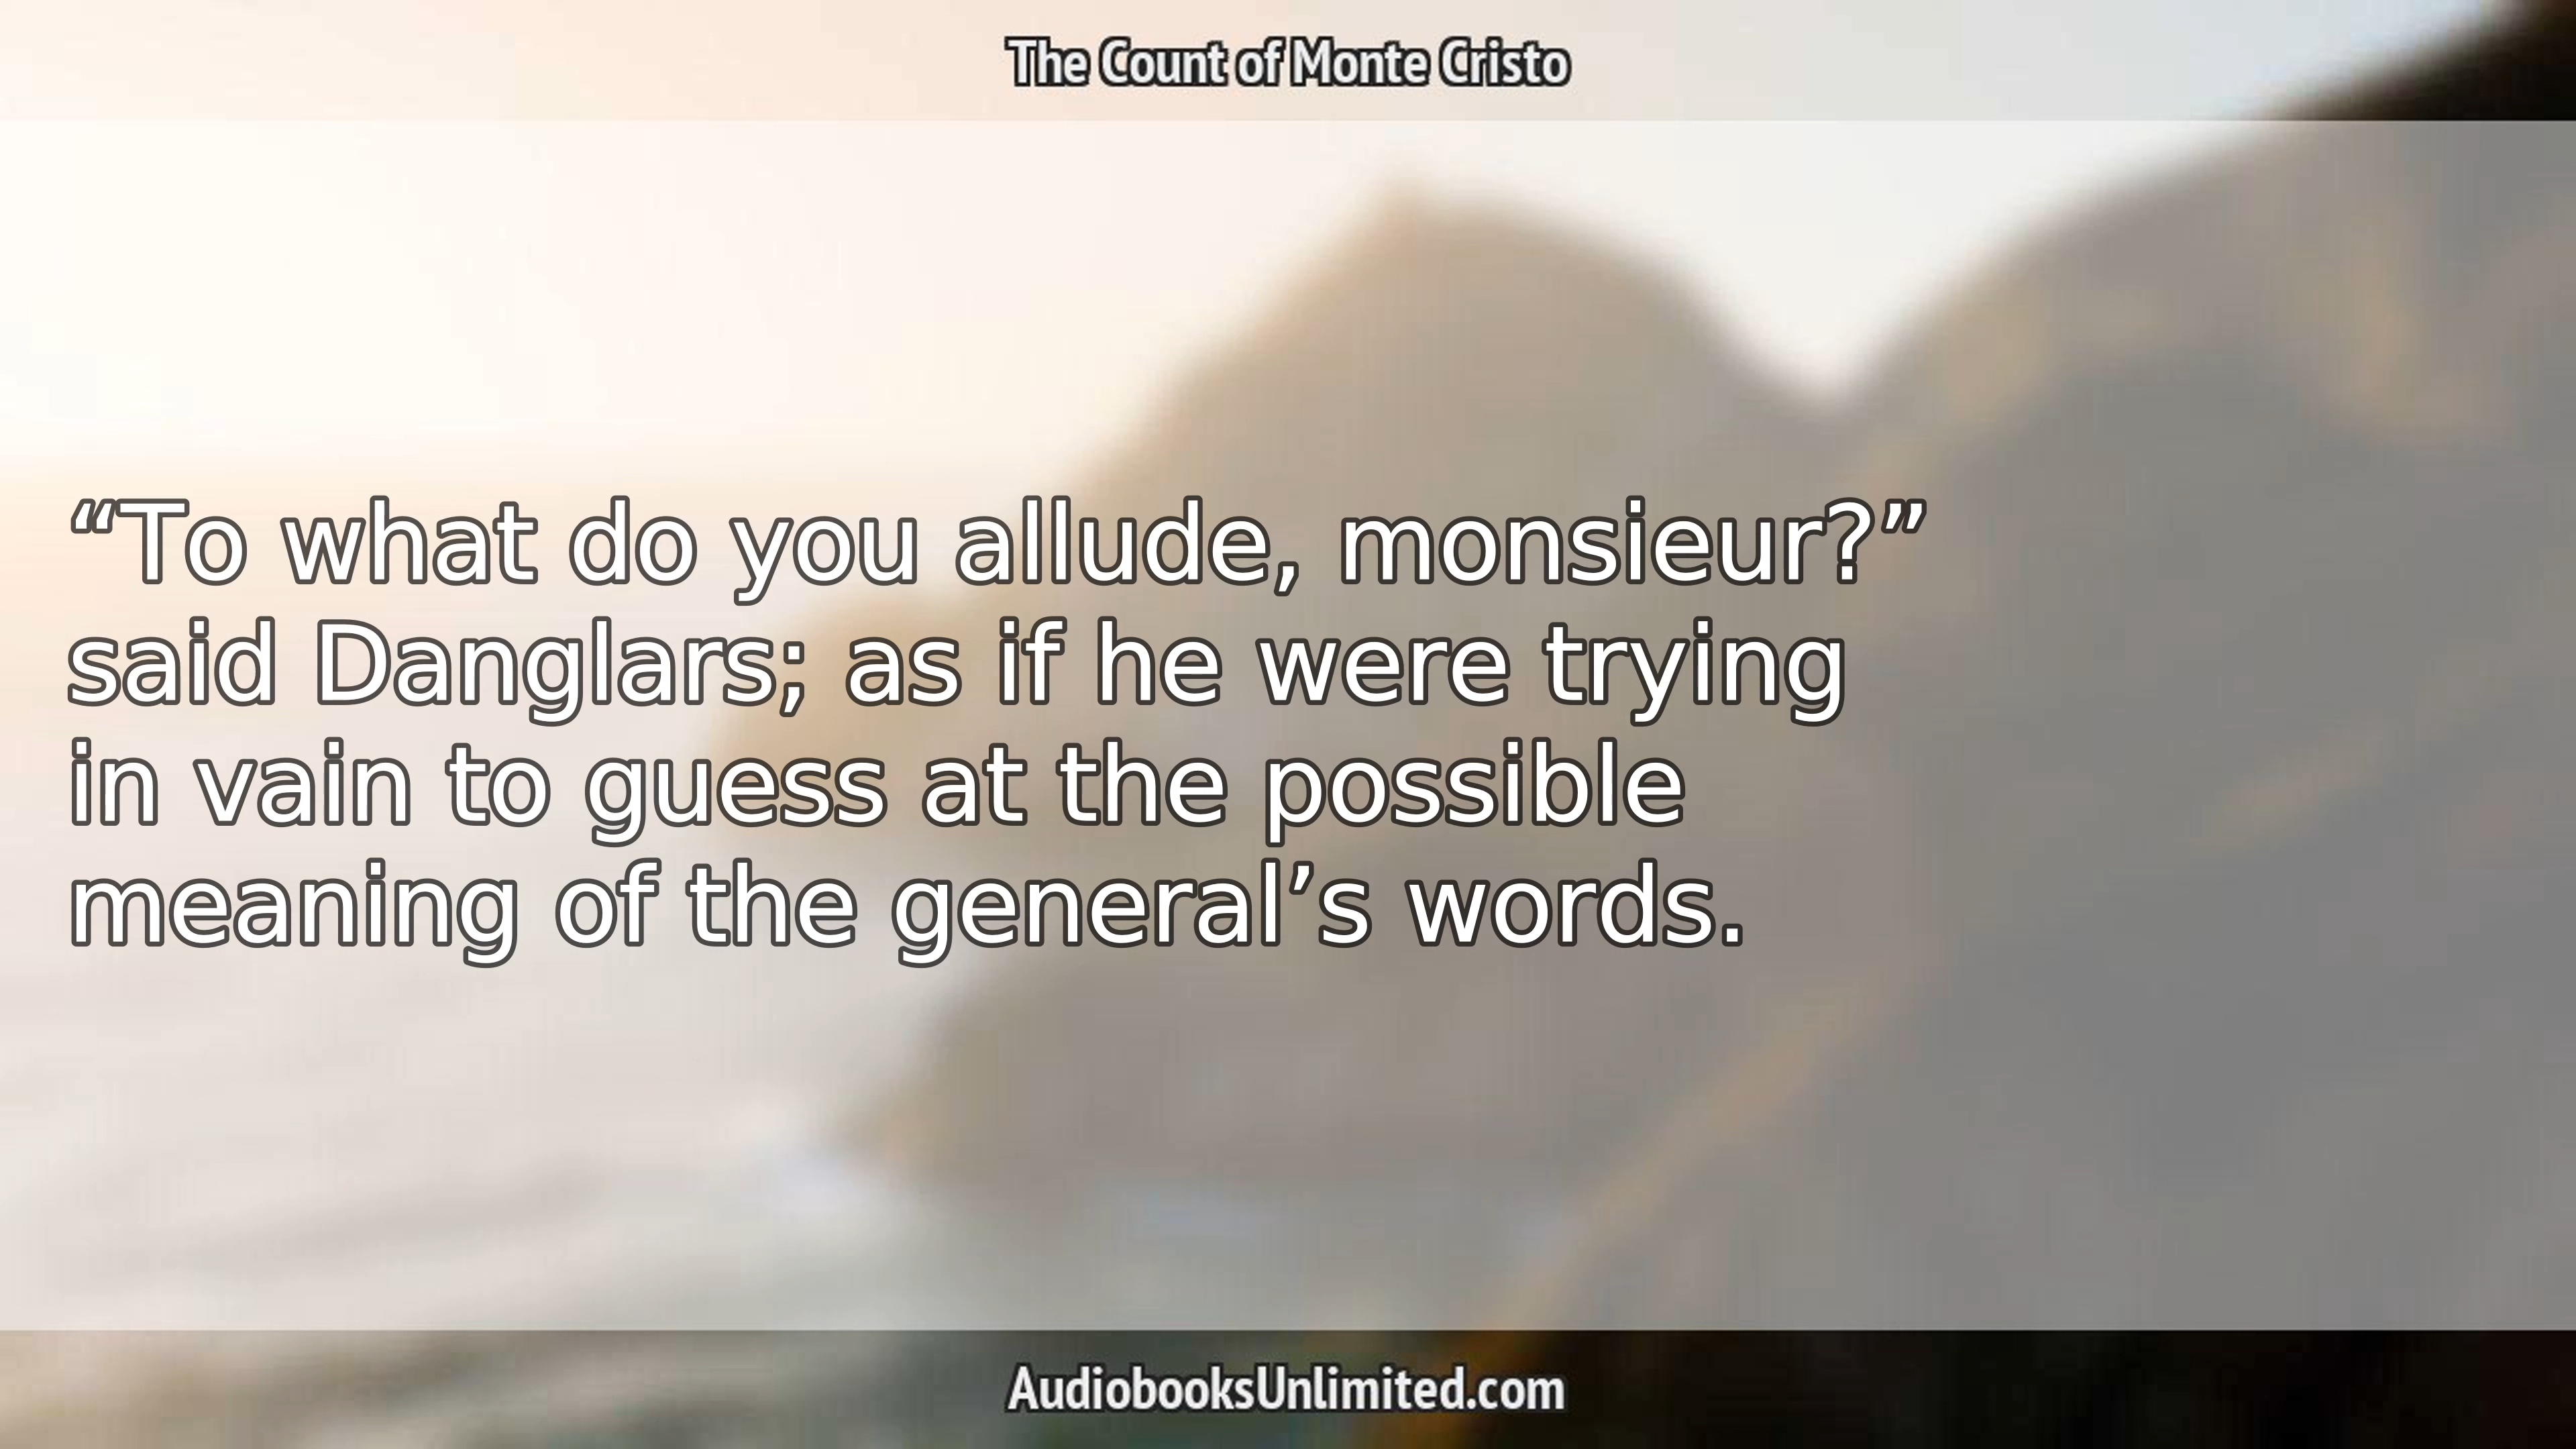 The Count of Monte Cristo
“To what do you allude, monsieur?”
said Danglars; as if he were trying
in vain to guess at the possible
meaning of the general’s words.
AudiobooksUnlimited.com